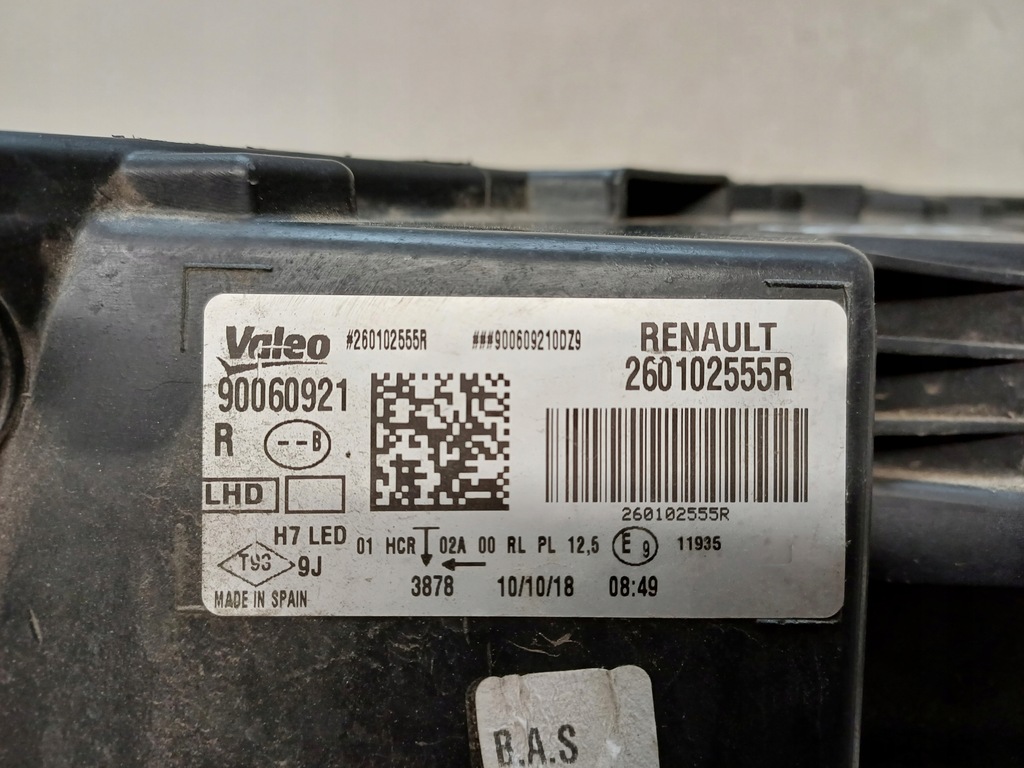 Valeo #260102555R ###900609210DZ9 RENAULT
90060921 260102555R
R --B
LHD
260102555R
H7 LED 01 HCR 02A 00 RL PL 12,5 E9 11935
T93 9J 3878 10/10/18 08:49
MADE IN SPAIN
B.A.S